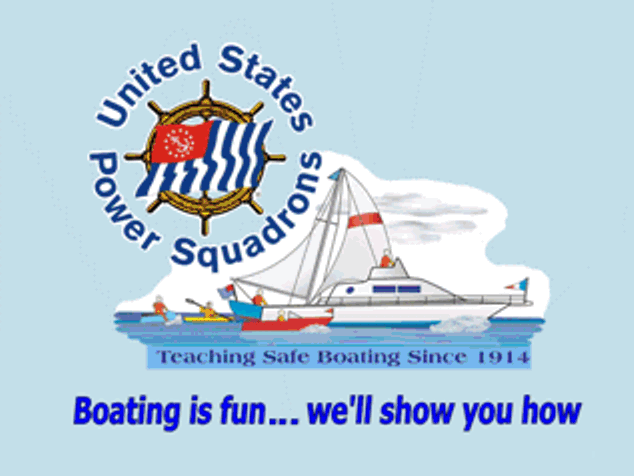 United States
Power Squadrons
Teaching Safe Boating Since 1914
Boating is fun... we'll show you how